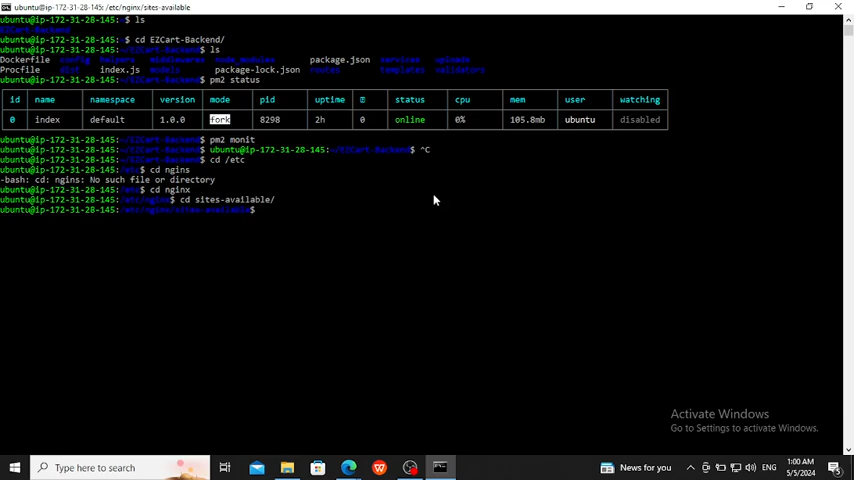 ubuntu@ip-172-31-28-145: /etc/nginx/sites-available
ubuntu@ip-172-31-28-145:~$ ls
EZCart-Backend
ubuntu@ip-172-31-28-145:~$ cd EZCart-Backend/
ubuntu@ip-172-31-28-145:~/EZCart-Backend$ ls
Dockerfile config helpers middlewares node_modules package.json services uploads
Procfile dist index.js models package-lock.json routes templates validators
ubuntu@ip-172-31-28-145:~/EZCart-Backend$ pm2 status
id name namespace version mode pid uptime status cpu mem user watching
0 index default 1.0.0 fork 8298 2h 0 online 0% 105.8mb ubuntu disabled
ubuntu@ip-172-31-28-145:~/EZCart-Backend$ pm2 monit
ubuntu@ip-172-31-28-145:~/EZCart-Backend$ ubuntu@ip-172-31-28-145:~/EZCart-Backend$ ^C
ubuntu@ip-172-31-28-145:~/EZCart-Backend$ cd /etc
ubuntu@ip-172-31-28-145:/etc$ cd ngins
-bash: cd: ngins: No such file or directory
ubuntu@ip-172-31-28-145:/etc$ cd nginx
ubuntu@ip-172-31-28-145:/etc/nginx$ cd sites-available/
ubuntu@ip-172-31-28-145:/etc/nginx/sites-available$
Activate Windows
Go to Settings to activate Windows.
Type here to search
News for you
ENG
1:00 AM
5/5/2024
5